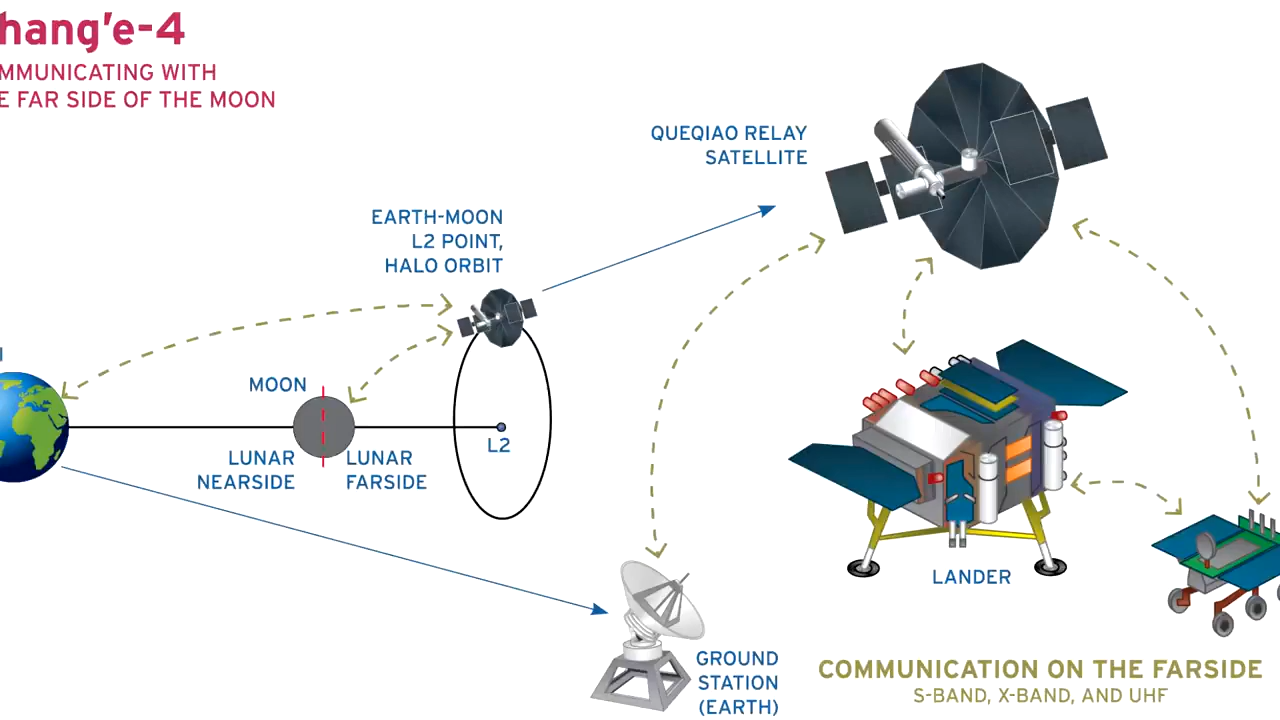 hang'e-4
MMUNICATING WITH
E FAR SIDE OF THE MOON
QUEQIAO RELAY
SATELLITE
EARTH-MOON
L2 POINT,
HALO ORBIT
MOON
L2
LUNAR
NEARSIDE
LUNAR
FARSIDE
LANDER
GROUND
STATION
(EARTH)
COMMUNICATION ON THE FARSIDE
S-BAND, X-BAND, AND UHF